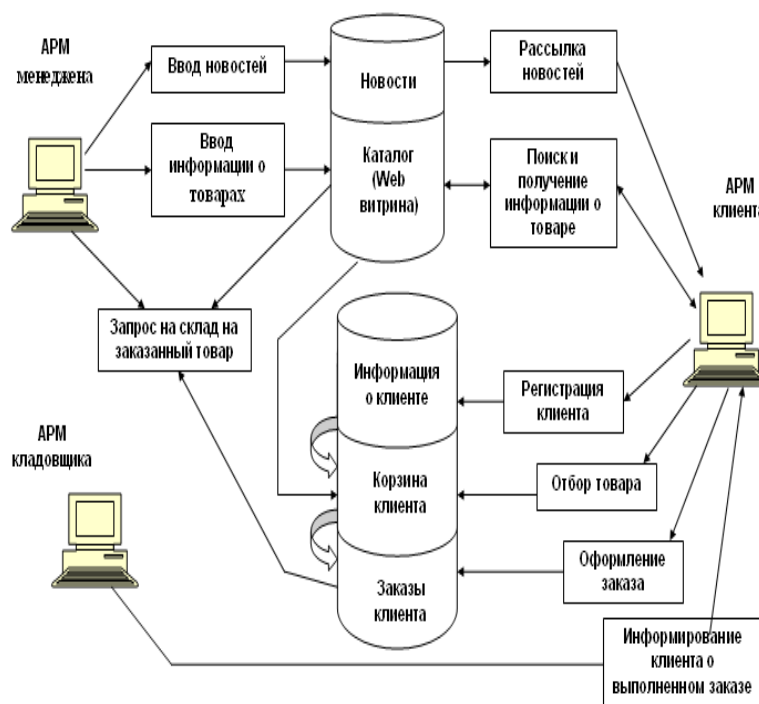 АРМ
менеджена
Ввод новостей
Новости
Рассылка
новостей
Ввод
информации о
товарах
Каталог
(Web
витрина)
Поиск и
получение
информации о
товаре
АРМ
клиента
Запрос на склад на
заказанный товар
Информация
о клиенте
Регистрация
клиента
АРМ
кладовщика
Корзина
клиента
Отбор товара
Заказы
клиента
Оформление
заказа
Информирование
клиента о
выполненном заказе